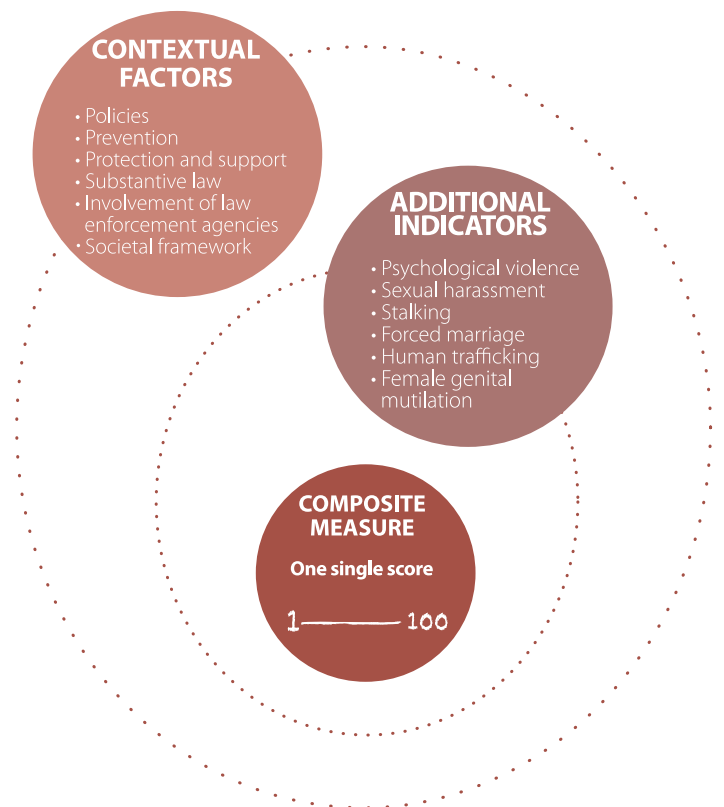 CONTEXTUAL
FACTORS
• Policies
• Prevention
• Protection and support
• Substantive law
• Involvement of law
enforcement agencies
• Societal framework
ADDITIONAL
INDICATORS
• Psychological violence
• Sexual harassment
• Stalking
• Forced marriage
• Human trafficking
• Female genital
mutilation
COMPOSITE
MEASURE
One single score
1 100